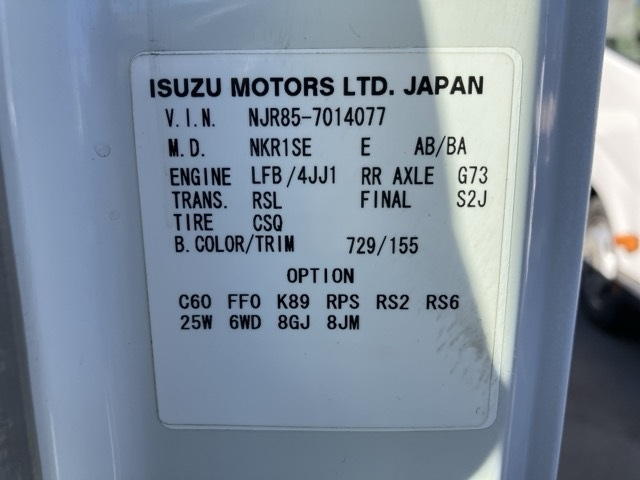 ISUZU MOTORS LTD. JAPAN
V.I.N. NJR85-7014077
M.D. NKR1SE E AB/BA
ENGINE LFB/4JJ1 RR AXLE G73
TRANS. RSL FINAL S2J
TIRE CSQ
B.COLOR/TRIM 729/155
OPTION
C60 FF0 K89 RPS RS2 RS6
25W 6WD 8GJ 8JM